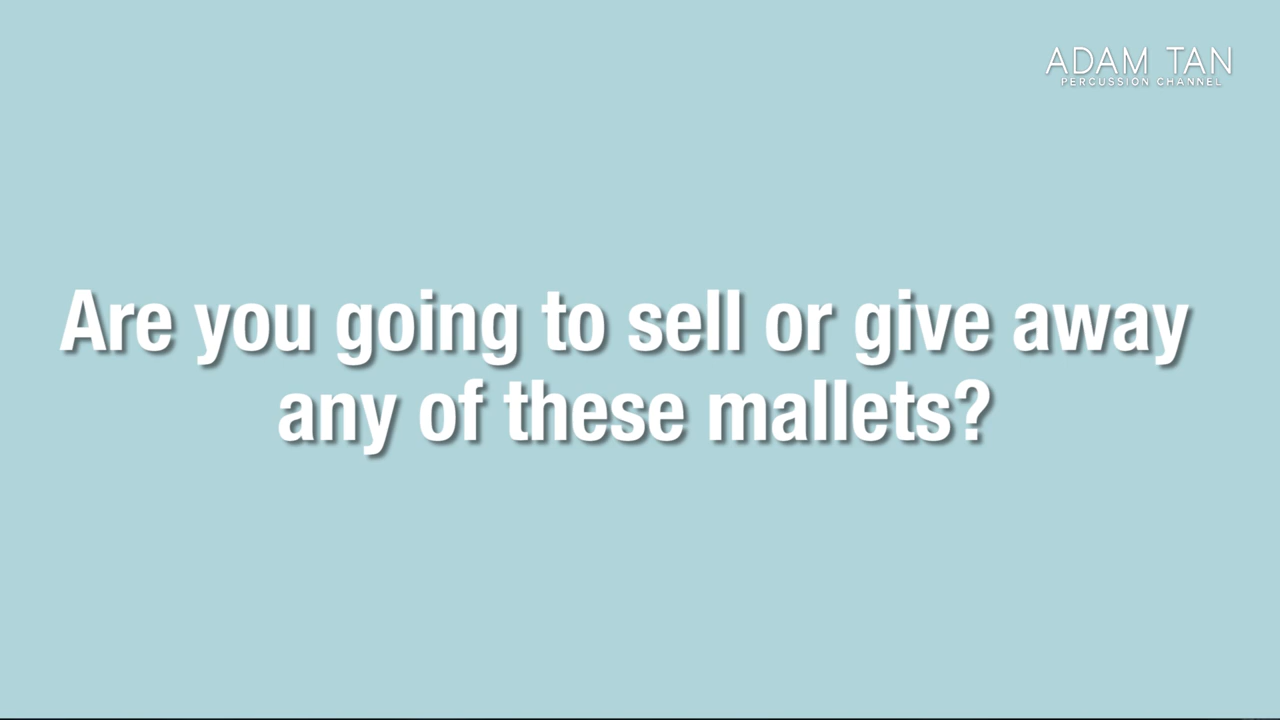 ADAM TAN
PERCUSSION CHANNEL
Are you going to sell or give away
any of these mallets?